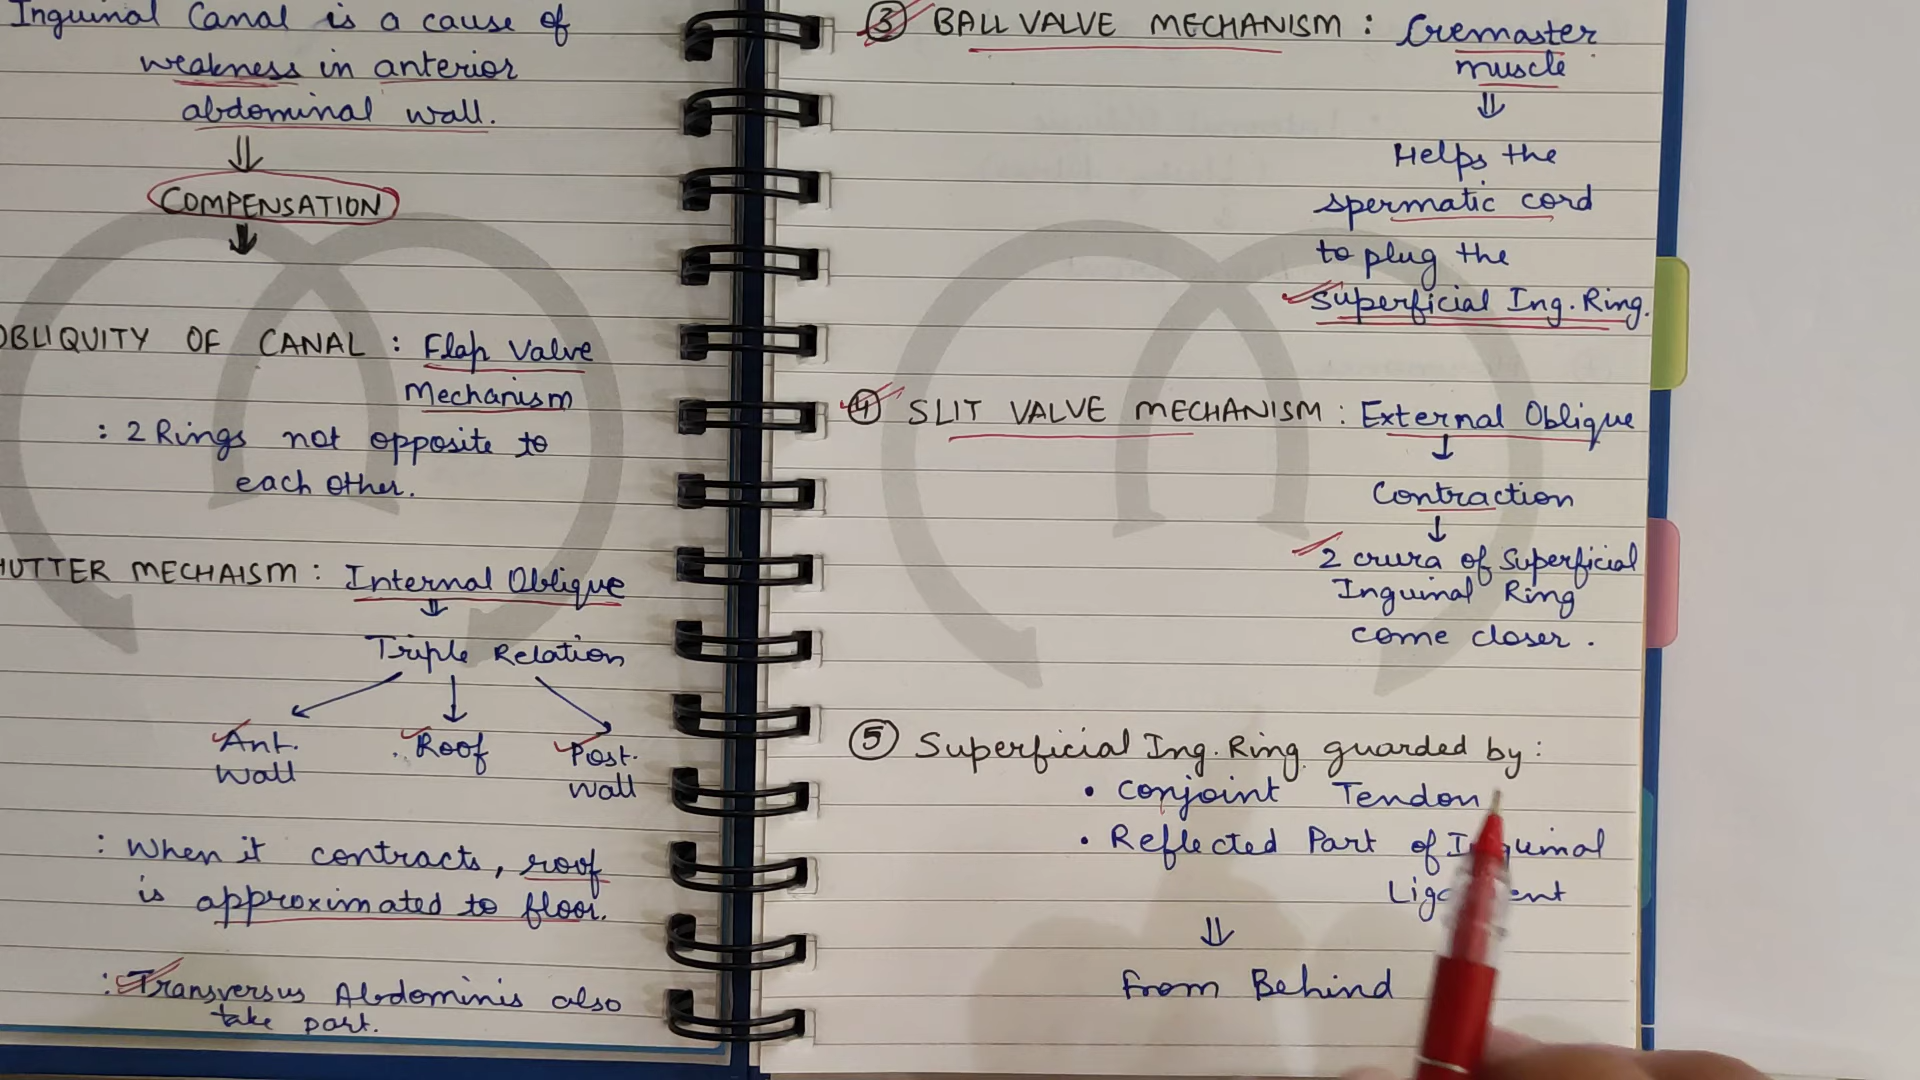 Inguinal Canal is a cause of
weakness in anterior
abdominal wall.
⇓
COMPENSATION
OBLIQUITY OF CANAL : Flap Valve
Mechanism
: 2 Rings not opposite to
each other.
HUTTER MECHAISM : Internal Oblique
⇓
Triple Relation
Ant. Roof Post.
wall wall
: When it contracts, roof
is approximated to floor.
: Transversus Abdominis also
take part.
③ BALL VALVE MECHANISM : Cremaster
muscle
⇓
Helps the
spermatic cord
to plug the
Superficial Ing. Ring.
④ SLIT VALVE MECHANISM : External Oblique
↓
Contraction
↓
2 crura of Superficial
Inguinal Ring
come closer.
⑤ Superficial Ing. Ring guarded by :
• Conjoint Tendon
• Reflected Part of Inguinal
Ligament
⇓
from Behind